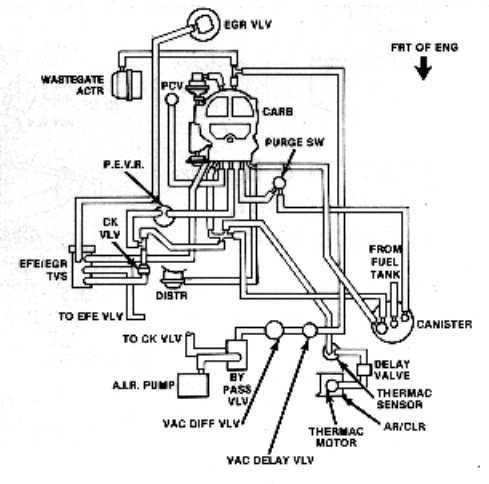 EGR VLV
FRT OF ENG
WASTEGATE
ACTR
PCV
CARB
PURGE SW
P.E.V.R.
CK
VLV
FROM
FUEL
TANK
EFE/EGR
TVS
DISTR
TO EFE VLV
CANISTER
TO CK VLV
A.I.R. PUMP
BY
PASS
VLV
DELAY
VALVE
THERMAC
SENSOR
VAC DIFF VLV
THERMAC
MOTOR
AR/CLR
VAC DELAY VLV